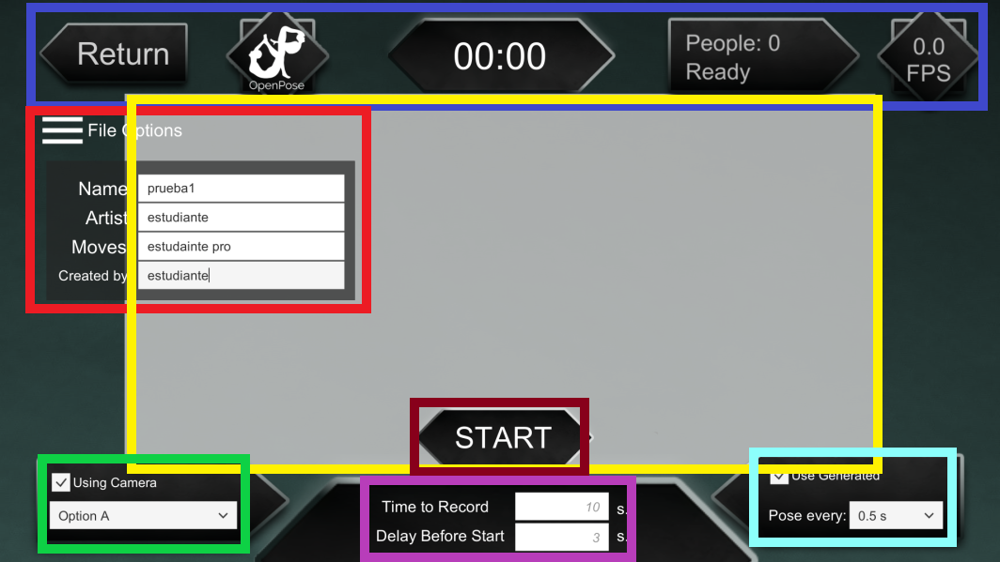 Return
OpenPose
00:00
People: 0
Ready
0.0
FPS
File Options
Name prueba1
Artist estudiante
Moves estudainte pro
Created by estudiante
START
Using Camera
Option A
Time to Record 10 s.
Delay Before Start 3 s.
Use Generated
Pose every: 0.5 s